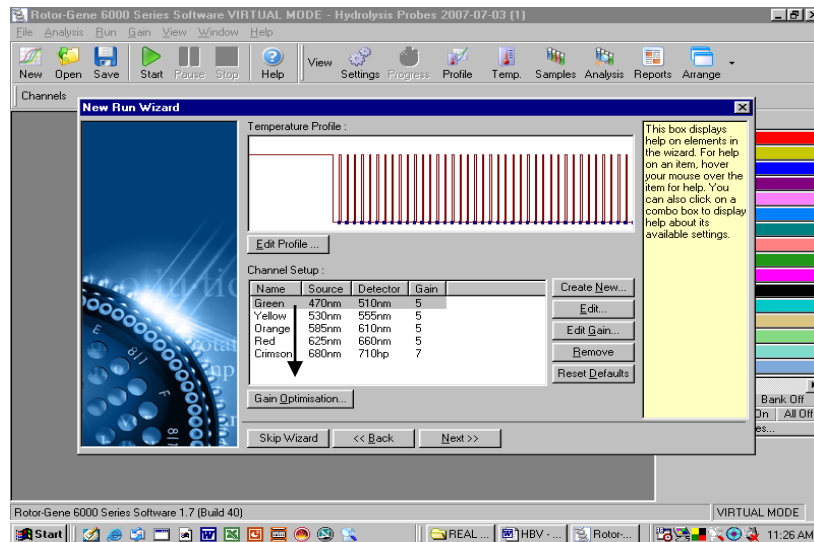 Rotor-Gene 6000 Series Software VIRTUAL MODE - Hydrolysis Probes 2007-07-03 (1)
File Analysis Run Gain View Window Help
New Open Save Start Pause Stop Help View Settings Progress Profile Temp. Samples Analysis Reports Arrange
Channels
New Run Wizard
Temperature Profile :
This box displays
help on elements in
the wizard. For help
on an item, hover
your mouse over the
item for help. You
can also click on a
combo box to display
help about its
available settings.
Edit Profile ...
Channel Setup :
Name Source Detector Gain
Green 470nm 510nm 5
Yellow 530nm 555nm 5
Orange 585nm 610nm 5
Red 625nm 660nm 5
Crimson 680nm 710hp 7
Create New...
Edit...
Edit Gain...
Remove
Reset Defaults
Gain Optimisation...
Bank Off
On All Off
es...
Skip Wizard << Back Next >>
Rotor-Gene 6000 Series Software 1.7 (Build 40) VIRTUAL MODE
Start REAL ... HBV - ... Rotor-... 11:26 AM